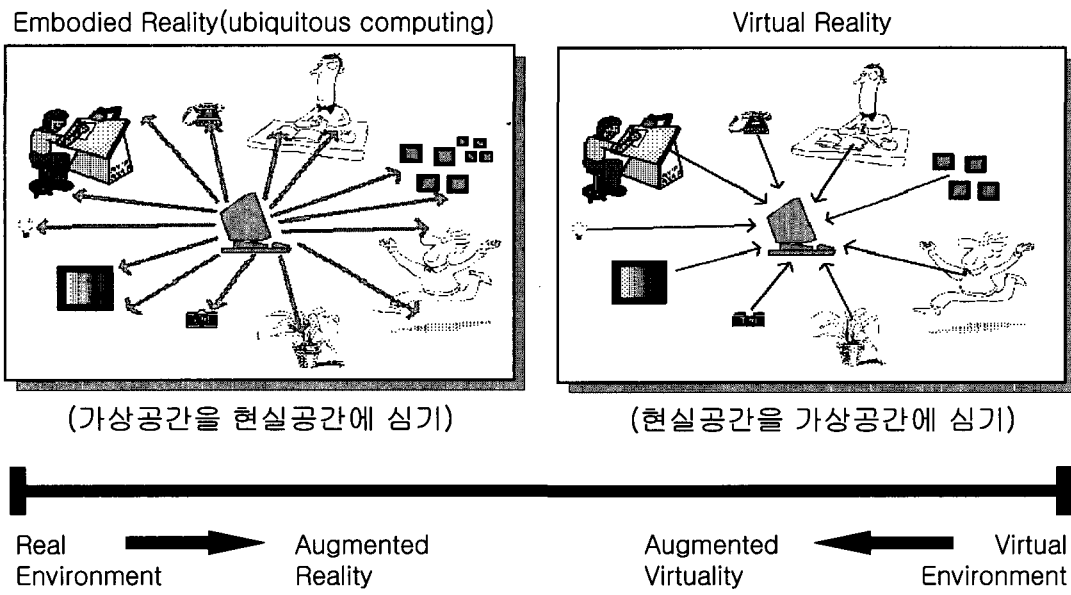 Embodied Reality(ubiquitous computing)
Virtual Reality
(가상공간을 현실공간에 심기)
(현실공간을 가상공간에 심기)
Real
Environment
Augmented
Reality
Augmented
Virtuality
Virtual
Environment